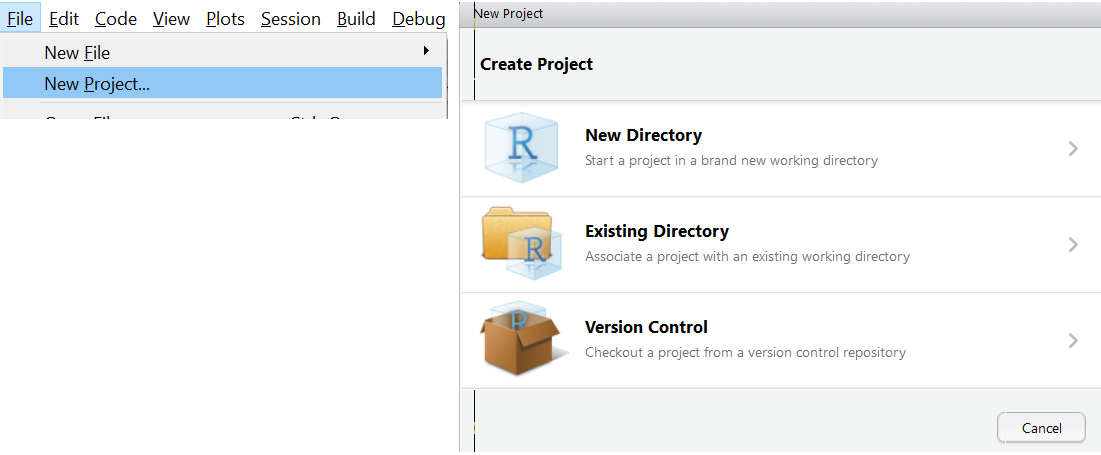 File Edit Code View Plots Session Build Debug
New File
New Project...
New Project
Create Project
R
New Directory
Start a project in a brand new working directory
R
Existing Directory
Associate a project with an existing working directory
R
Version Control
Checkout a project from a version control repository
Cancel